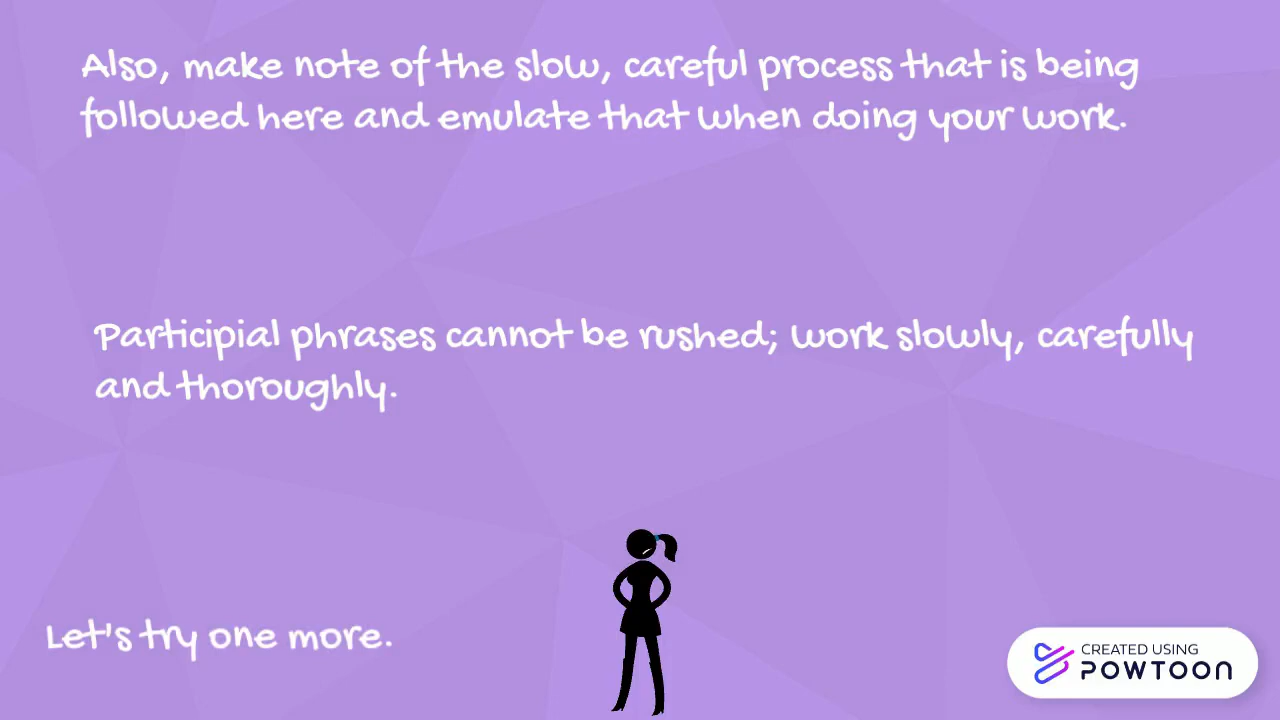 Also, make note of the slow, careful process that is being
followed here and emulate that when doing your work.
Participial phrases cannot be rushed; work slowly, carefully
and thoroughly.
Let's try one more.
CREATED USING
POWTOON